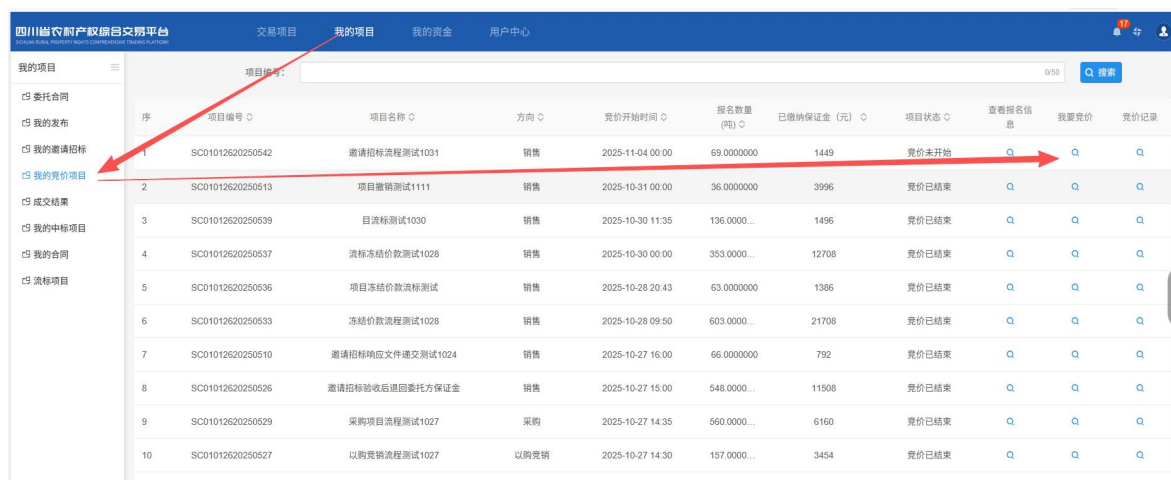 四川省农村产权综合交易平台
SICHUAN RURAL PROPERTY RIGHTS COMPREHENSIVE TRADING PLATFORM
交易项目 我的项目 我的资金 用户中心
17
我的项目
项目编号:
0/50
搜索
委托合同
我的发布
我的邀请招标
我的竞价项目
成交结果
我的中标项目
我的合同
流标项目
序 项目编号 项目名称 方向 竞价开始时间 报名数量(吨) 已缴纳保证金(元) 项目状态 查看报名信息 我要竞价 竞价记录
1 SC01012620250542 邀请招标流程测试1031 销售 2025-11-04 00:00 69.0000000 1449 竞价未开始
2 SC01012620250513 项目撤销测试1111 销售 2025-10-31 00:00 36.0000000 3996 竞价已结束
3 SC01012620250539 目流标测试1030 销售 2025-10-30 11:35 136.0000... 1496 竞价已结束
4 SC01012620250537 流标冻结价款测试1028 销售 2025-10-30 00:00 353.0000... 12708 竞价已结束
5 SC01012620250536 项目冻结价款流标测试 销售 2025-10-28 20:43 63.0000000 1386 竞价已结束
6 SC01012620250533 冻结价款流程测试1028 销售 2025-10-28 09:50 603.0000... 21708 竞价已结束
7 SC01012620250510 邀请招标响应文件递交测试1024 销售 2025-10-27 16:00 66.0000000 792 竞价已结束
8 SC01012620250526 邀请招标验收后退回委托方保证金 销售 2025-10-27 15:00 548.0000... 11508 竞价已结束
9 SC01012620250529 采购项目流程测试1027 采购 2025-10-27 14:35 560.0000... 6160 竞价已结束
10 SC01012620250527 以购竞销流程测试1027 以购竞销 2025-10-27 14:30 157.0000... 3454 竞价已结束